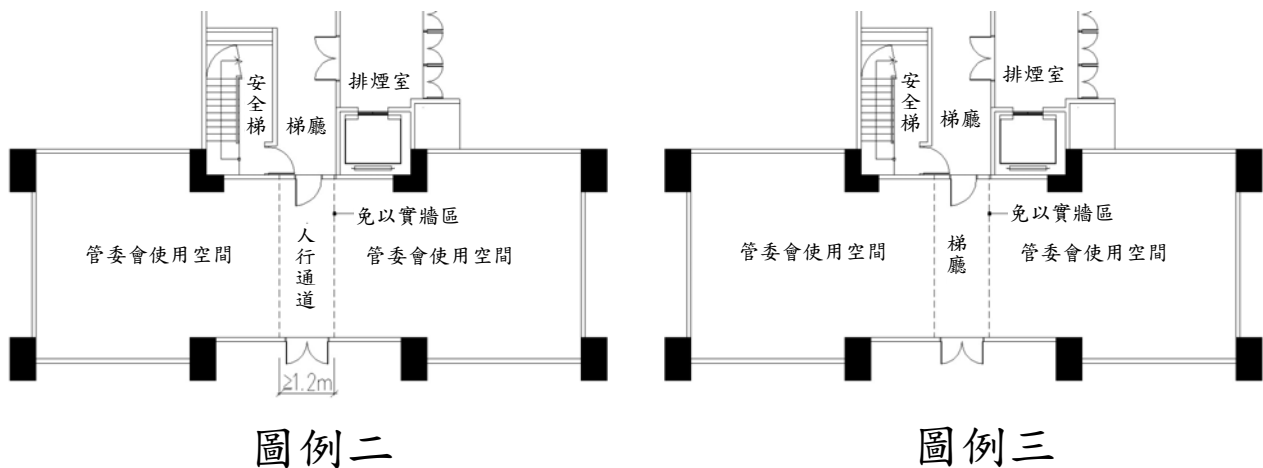 安全梯
梯廳
排煙室
免以實牆區
管委會使用空間
人行通道
管委會使用空間
≥1.2m
圖例二
安全梯
梯廳
排煙室
免以實牆區
管委會使用空間
梯廳
管委會使用空間
圖例三